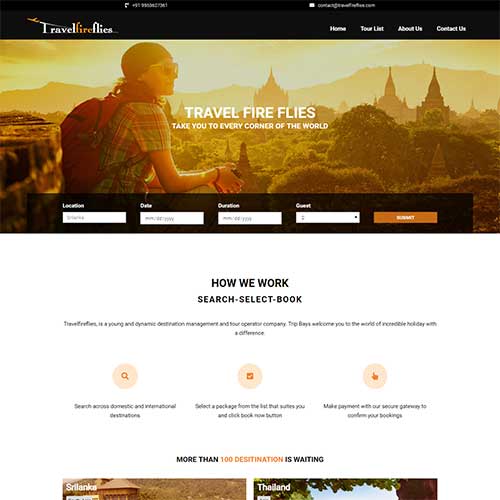 +91 9959607061
contact@travelfireflies.com
Travelfireflies...
Home Tour List About Us Contact Us
TRAVEL FIRE FLIES
TAKE YOU TO EVERY CORNER OF THE WORLD
Location Date Duration Guest
Srilanka mm/dd/yyyy mm/dd/yyyy 2 SUBMIT
HOW WE WORK
SEARCH-SELECT-BOOK
Travelfireflies, is a young and dynamic destination management and tour operator company. Trip Bays welcome you to the world of incredible holiday with
a difference.
Search across domestic and international
destinations
Select a package from the list that suites you
and click book now button
Make payment with our secure gateway to
confirm your bookings.
MORE THAN 100 DESITINATION IS WAITING
Srilanka Thailand